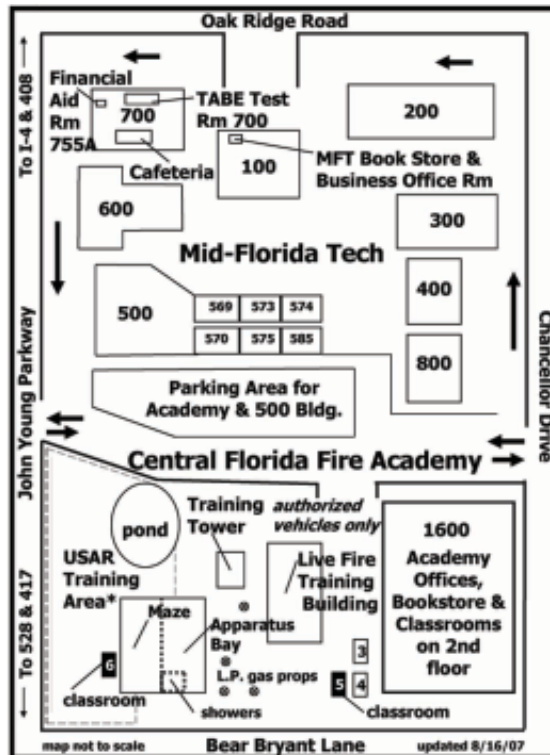 Oak Ridge Road
To I-4 & 408
Financial
Aid
Rm
755A
700
TABE Test
Rm 700
Cafeteria
200
100
MFT Book Store &
Business Office Rm
600
300
Mid-Florida Tech
400
500
569 573 574
570 575 585
800
Parking Area for
Academy & 500 Bldg.
John Young Parkway
Chancellor Drive
Central Florida Fire Academy
pond
Training
Tower
authorized
vehicles only
1600
Academy
Offices,
Bookstore &
Classrooms
on 2nd
floor
USAR
Training
Area*
Live Fire
Training
Building
Maze
Apparatus
Bay
6
classroom
L.P. gas props
showers
3
5
4
classroom
To 528 & 417
map not to scale
Bear Bryant Lane
updated 8/16/07